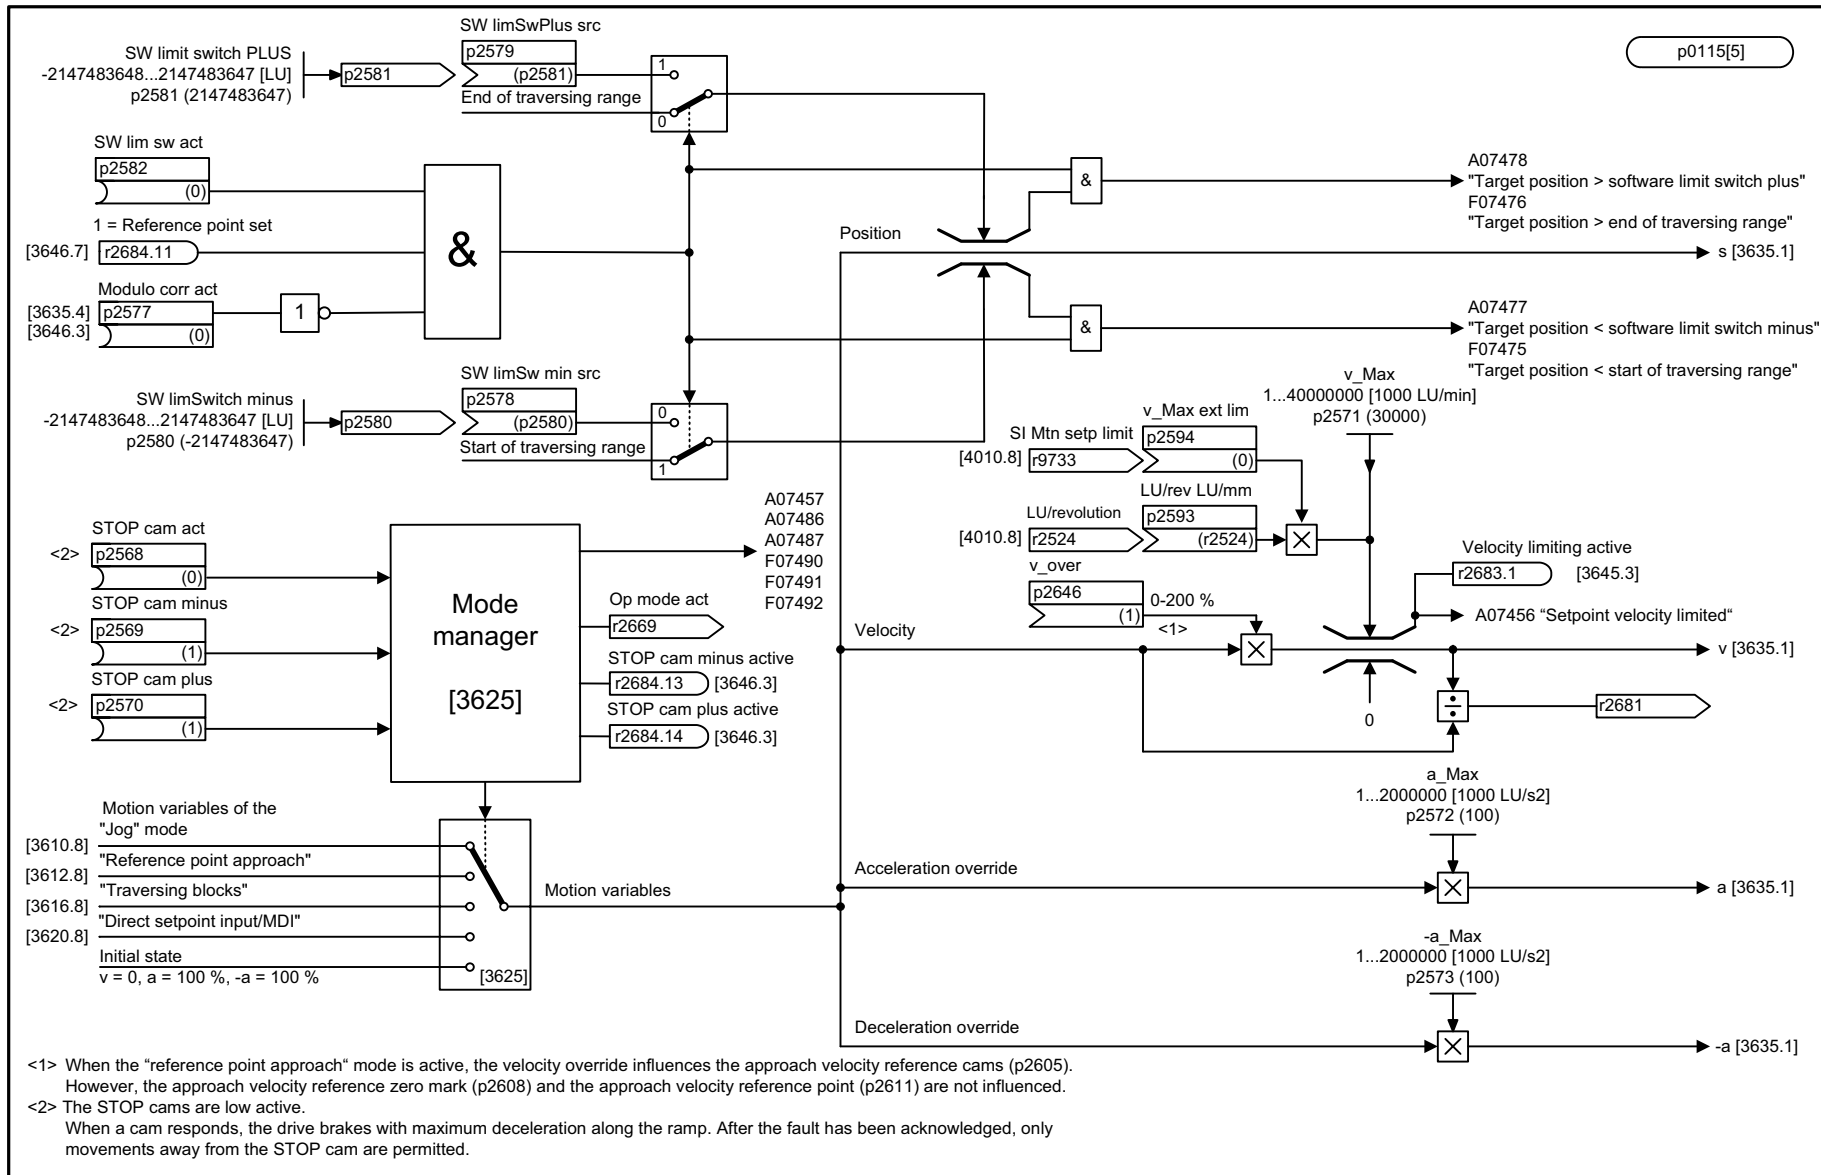 SW limSwPlus src
SW limit switch PLUS
-2147483648...2147483647 [LU]
p2581 (2147483647)
p2581
p2579
(p2581)
End of traversing range
1
0
p0115[5]
SW lim sw act
p2582
(0)
1 = Reference point set
[3646.7]
r2684.11
Modulo corr act
[3635.4]
[3646.3]
p2577
(0)
1
&
&
A07478
"Target position > software limit switch plus"
F07476
"Target position > end of traversing range"
Position
s [3635.1]
&
A07477
"Target position < software limit switch minus"
F07475
"Target position < start of traversing range"
SW limSw min src
SW limSwitch minus
-2147483648...2147483647 [LU]
p2580 (-2147483647)
p2580
p2578
(p2580)
Start of traversing range
0
1
v_Max
1...40000000 [1000 LU/min]
p2571 (30000)
v_Max ext lim
SI Mtn setp limit
[4010.8]
r9733
p2594
(0)
LU/rev LU/mm
LU/revolution
[4010.8]
r2524
p2593
(r2524)
v_over
p2646
(1)
0-200 %
<1>
Velocity limiting active
r2683.1
[3645.3]
A07456 “Setpoint velocity limited“
Velocity
v [3635.1]
0
r2681
STOP cam act
<2>
p2568
(0)
STOP cam minus
<2>
p2569
(1)
STOP cam plus
<2>
p2570
(1)
Mode
manager
[3625]
A07457
A07486
A07487
F07490
F07491
F07492
Op mode act
r2669
STOP cam minus active
r2684.13
[3646.3]
STOP cam plus active
r2684.14
[3646.3]
a_Max
1...2000000 [1000 LU/s2]
p2572 (100)
Motion variables of the
"Jog" mode
[3610.8]
"Reference point approach"
[3612.8]
"Traversing blocks"
[3616.8]
"Direct setpoint input/MDI"
[3620.8]
Initial state
v = 0, a = 100 %, -a = 100 %
[3625]
Motion variables
Acceleration override
a [3635.1]
-a_Max
1...2000000 [1000 LU/s2]
p2573 (100)
Deceleration override
-a [3635.1]
<1> When the “reference point approach“ mode is active, the velocity override influences the approach velocity reference cams (p2605).
However, the approach velocity reference zero mark (p2608) and the approach velocity reference point (p2611) are not influenced.
<2> The STOP cams are low active.
When a cam responds, the drive brakes with maximum deceleration along the ramp. After the fault has been acknowledged, only
movements away from the STOP cam are permitted.